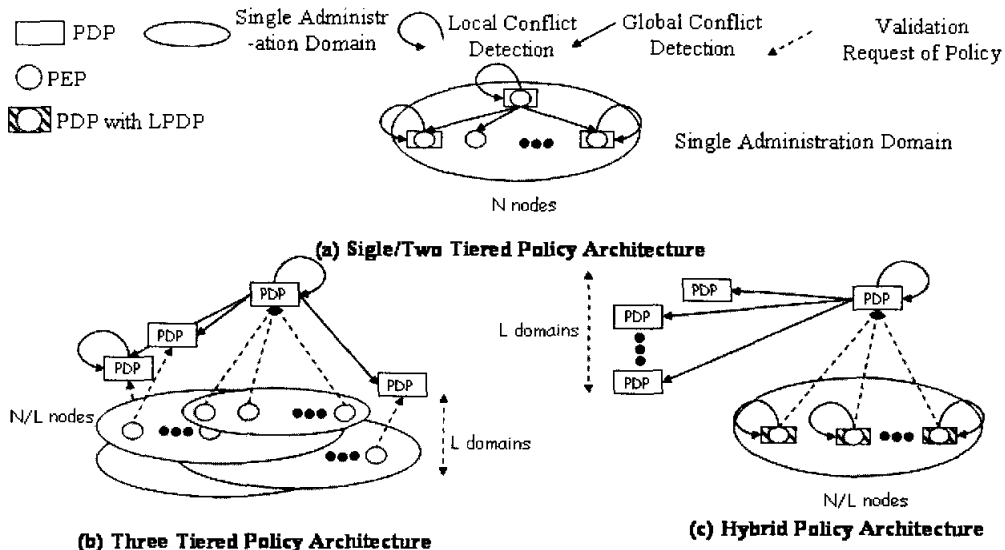 PDP
Single Administr
-ation Domain
Local Conflict
Detection
Global Conflict
Detection
Validation
Request of Policy
PEP
PDP with LPDP
Single Administration Domain
N nodes
(a) Sigle/Two Tiered Policy Architecture
PDP
PDP
PDP
PDP
N/L nodes
L domains
(b) Three Tiered Policy Architecture
PDP
PDP
PDP
L domains
PDP
N/L nodes
(c) Hybrid Policy Architecture